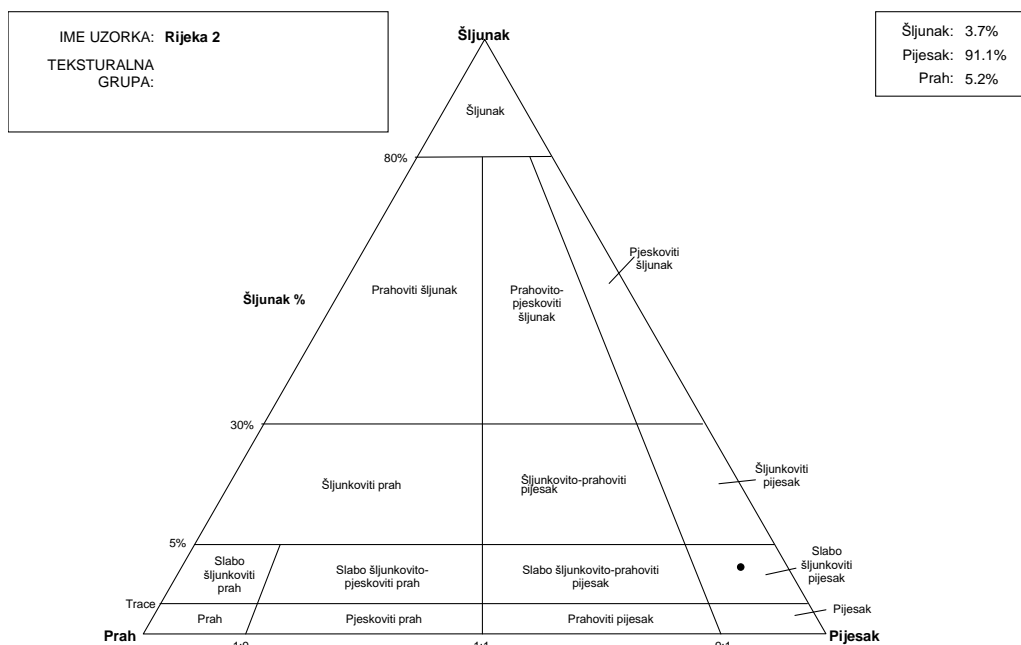 IME UZORKA: Rijeka 2
TEKSTURALNA
GRUPA:
Šljunak: 3.7%
Pijesak: 91.1%
Prah: 5.2%
Šljunak
Šljunak
80%
Pjeskoviti
šljunak
Prahoviti šljunak
Prahovito-
pjeskoviti
šljunak
Šljunak %
30%
Šljunkoviti prah
Šljunkovito-prahoviti
pijesak
Šljunkoviti
pijesak
5%
Slabo
šljunkoviti
prah
Slabo šljunkovito-
pjeskoviti prah
Slabo šljunkovito-prahoviti
pijesak
Slabo
šljunkoviti
pijesak
Trace
Prah
Pjeskoviti prah
Prahoviti pijesak
Pijesak
Prah
Pijesak